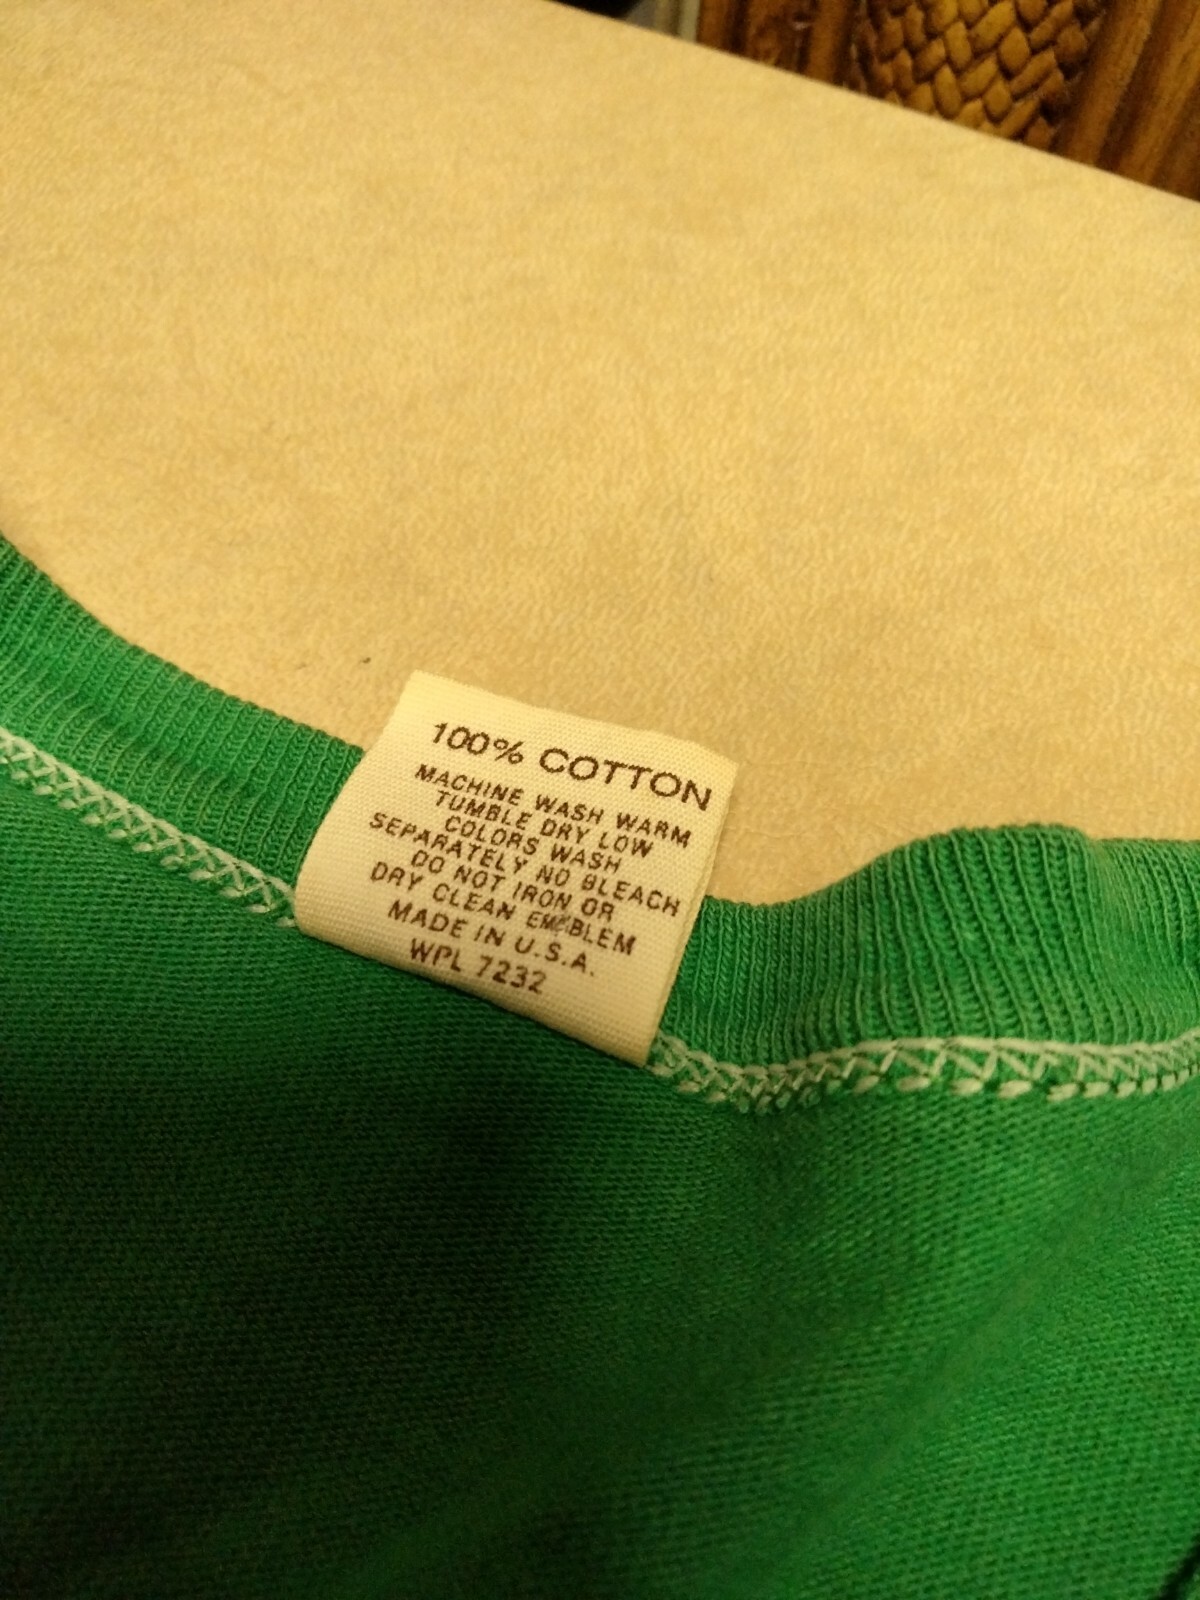 100% COTTON
MACHINE WASH WARM
TUMBLE DRY LOW
COLORS WASH
SEPARATELY NO BLEACH
DO NOT IRON OR
DRY CLEAN EMBLEM
MADE IN U.S.A.
WPL 7232